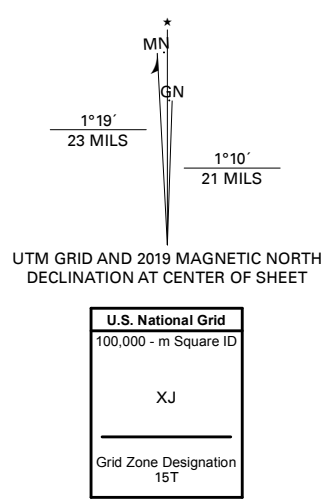 ★
MN
GN
1°19´
23 MILS
1°10´
21 MILS
UTM GRID AND 2019 MAGNETIC NORTH
DECLINATION AT CENTER OF SHEET
U.S. National Grid
100,000 - m Square ID
XJ
Grid Zone Designation
15T